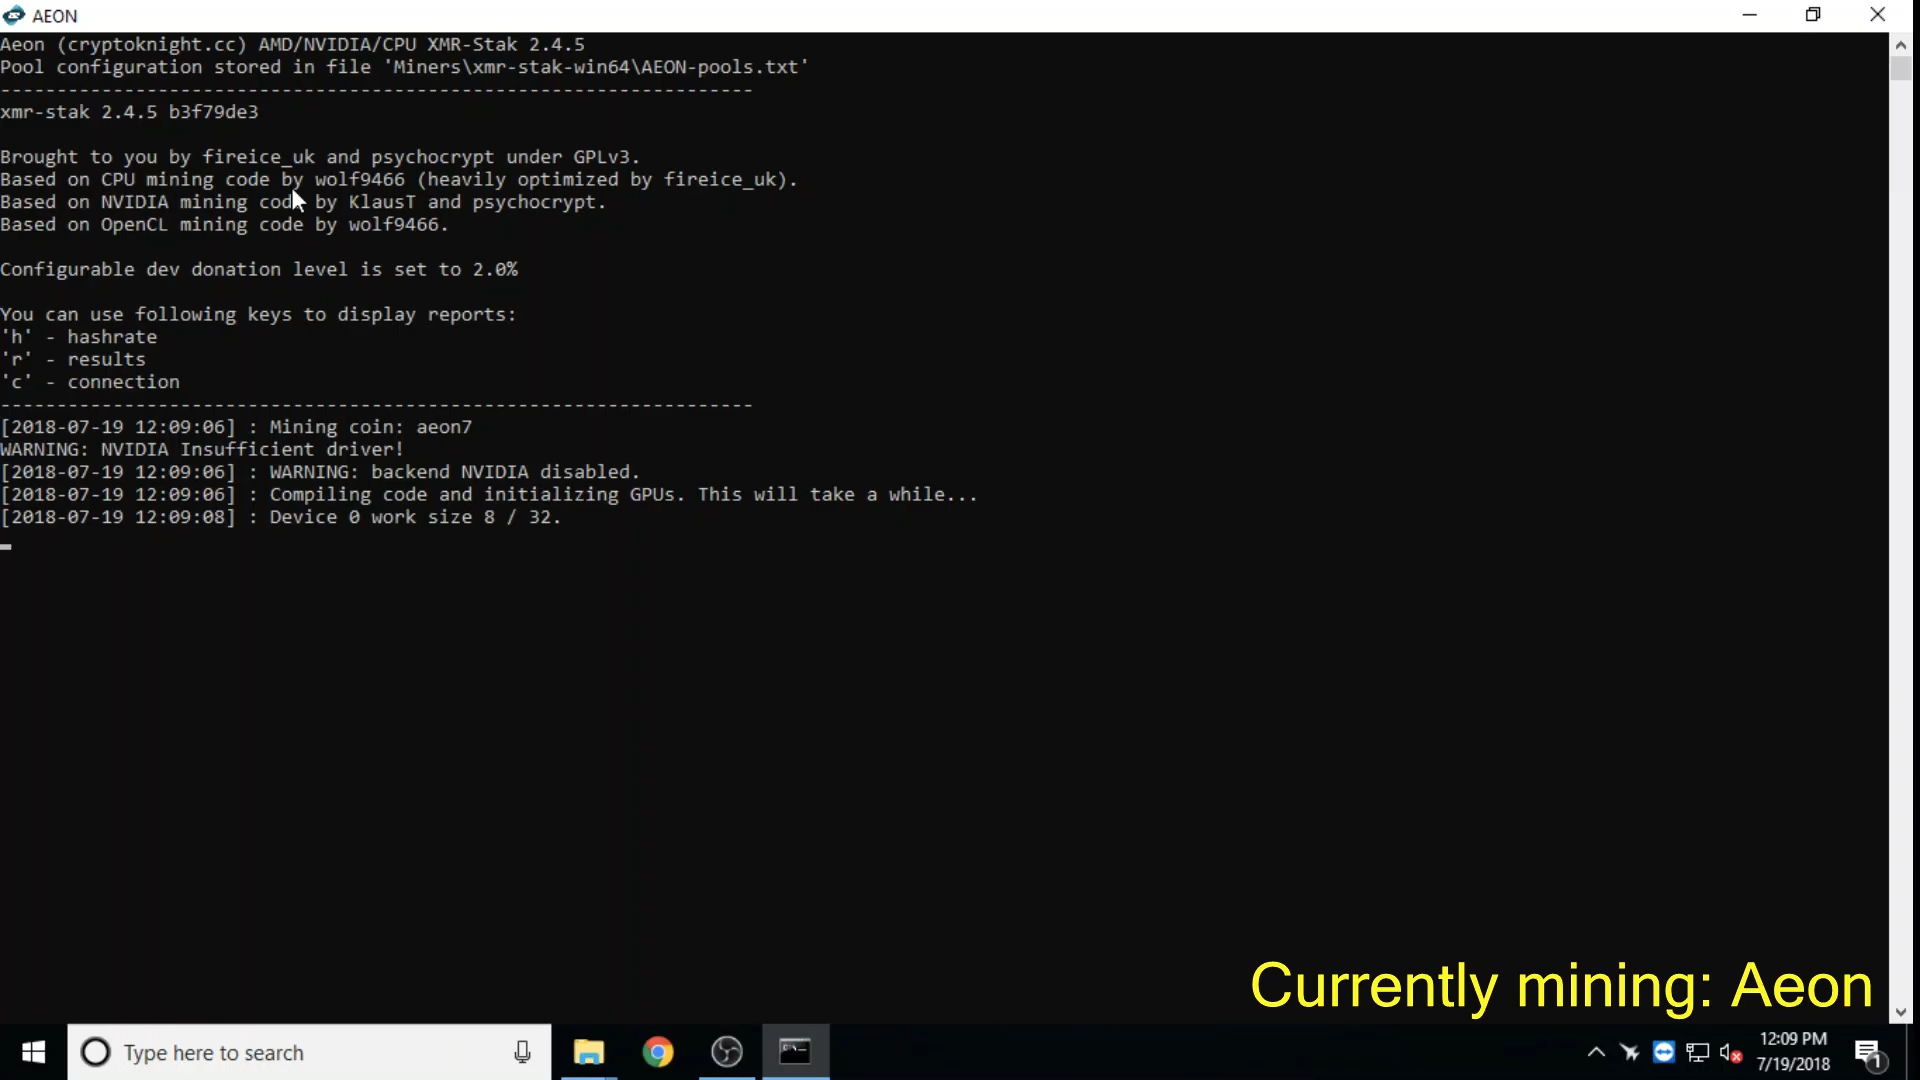 AEON
Aeon (cryptoknight.cc) AMD/NVIDIA/CPU XMR-Stak 2.4.5
Pool configuration stored in file 'Miners\xmr-stak-win64\AEON-pools.txt'
-------------------------------------------------------------------
xmr-stak 2.4.5 b3f79de3
Brought to you by fireice_uk and psychocrypt under GPLv3.
Based on CPU mining code by wolf9466 (heavily optimized by fireice_uk).
Based on NVIDIA mining code by KlausT and psychocrypt.
Based on OpenCL mining code by wolf9466.
Configurable dev donation level is set to 2.0%
You can use following keys to display reports:
'h' - hashrate
'r' - results
'c' - connection
-------------------------------------------------------------------
[2018-07-19 12:09:06] : Mining coin: aeon7
WARNING: NVIDIA Insufficient driver!
[2018-07-19 12:09:06] : WARNING: backend NVIDIA disabled.
[2018-07-19 12:09:06] : Compiling code and initializing GPUs. This will take a while...
[2018-07-19 12:09:08] : Device 0 work size 8 / 32.
Currently mining: Aeon
Type here to search
12:09 PM
7/19/2018
1